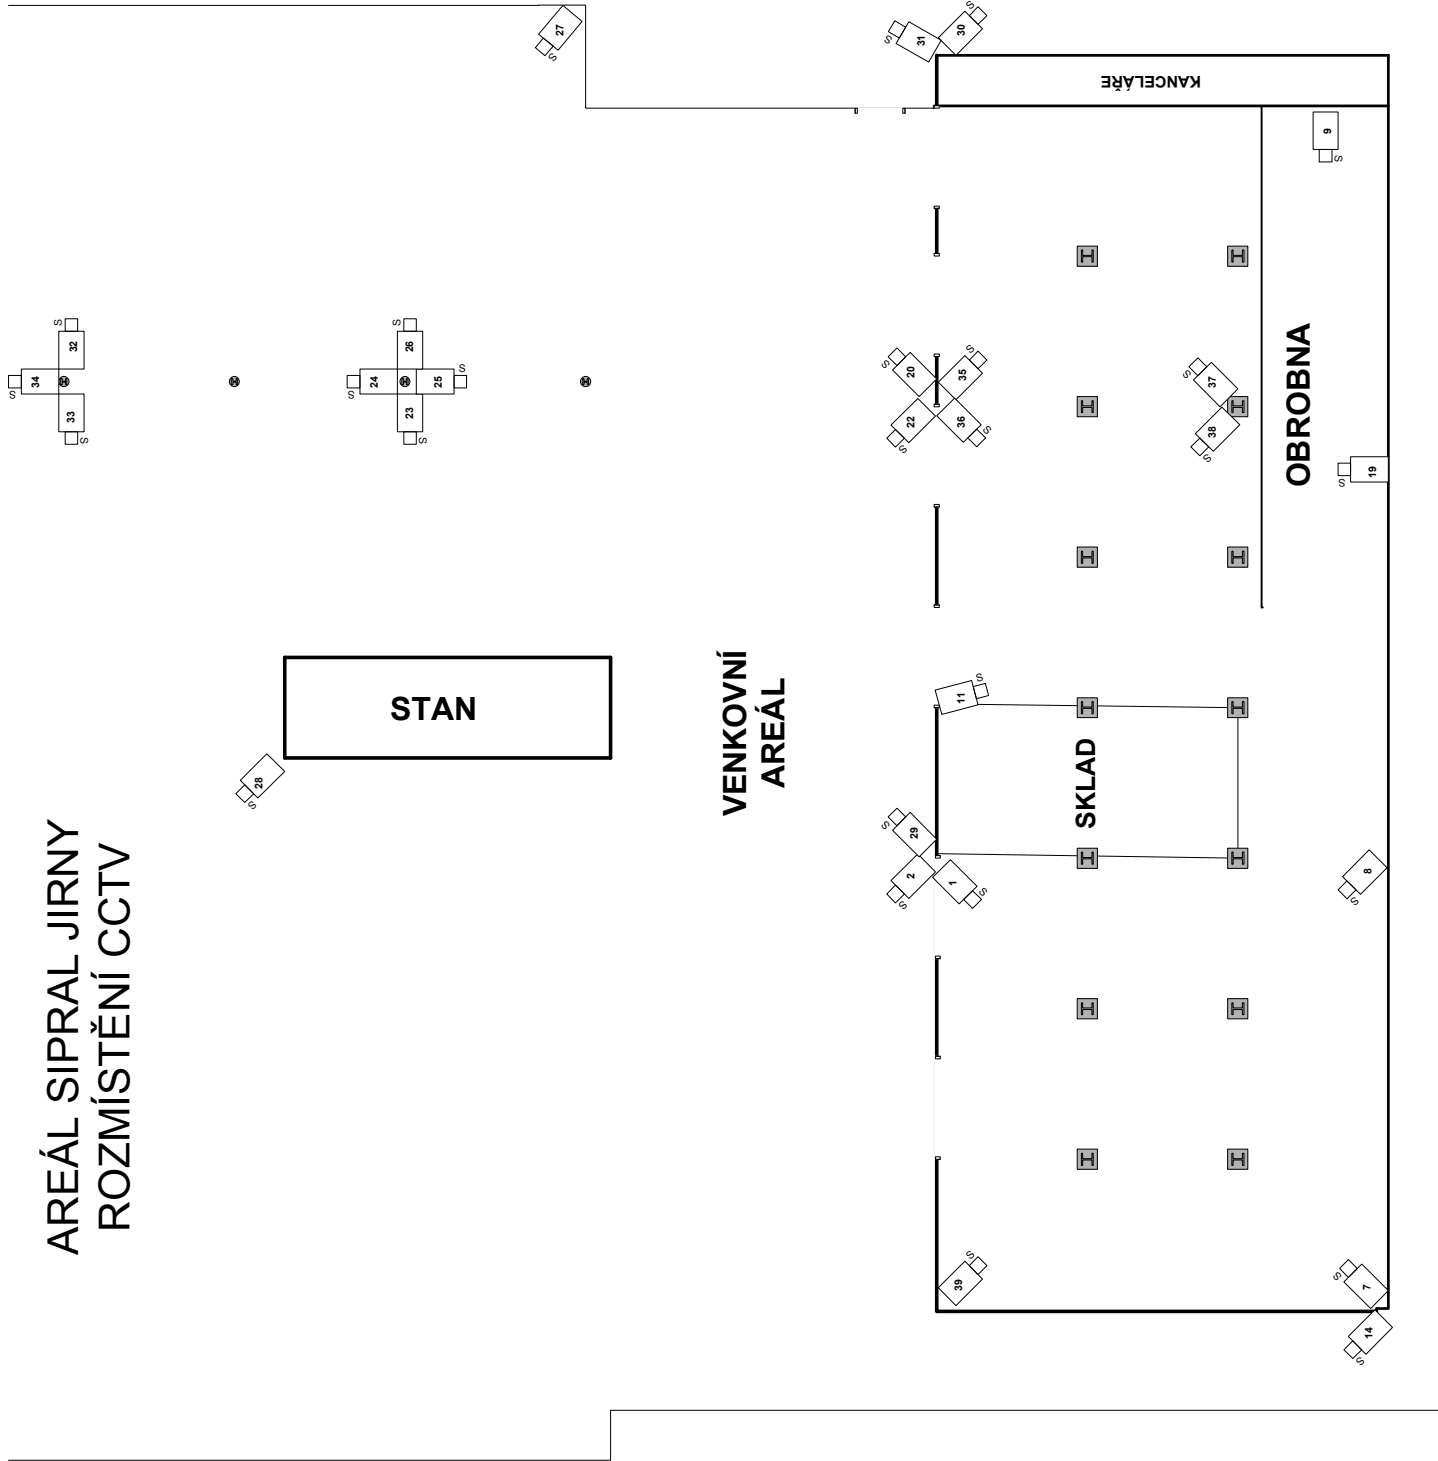 AREÁL SIPRAL JIRNY
ROZMÍSTĚNÍ CCTV
STAN
VENKOVNÍ
AREÁL
SKLAD
OBROBNA
KANCELÁŘE
27
S
31
S
30
S
9
S
34
S
32
S
33
S
24
S
26
S
25
S
23
S
20
S
35
S
22
S
36
S
37
S
38
S
19
S
11
S
28
S
29
S
2
S
1
S
8
S
39
S
7
S
14
S